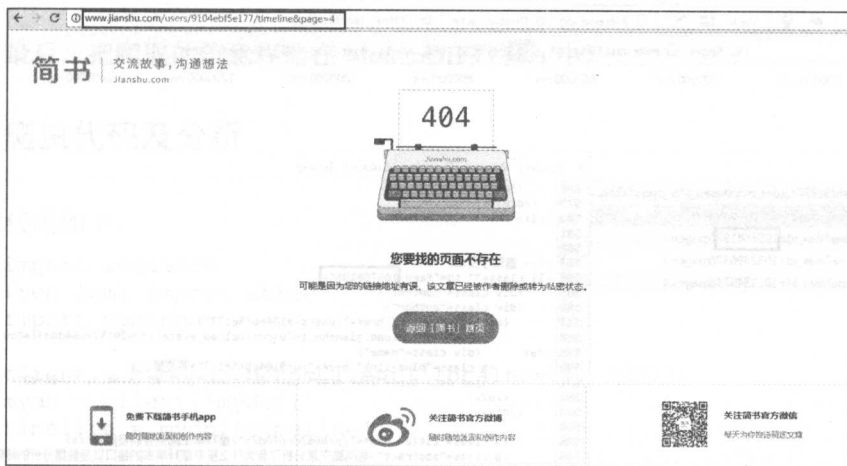 www.jianshu.com/users/9104ebf5e177/timeline&page=4
简书
交流故事,沟通想法
Jianshu.com
404
Jianshu.com
您要找的页面不存在
可能是因为您的链接地址有误、该文章已经被作者删除或转为私密状态。
返回「简书」首页
免费下载简书手机app
随时随地发现和创作内容
关注简书官方微博
随时随地发现和创作内容
关注简书官方微信
每天为你推送精选文章